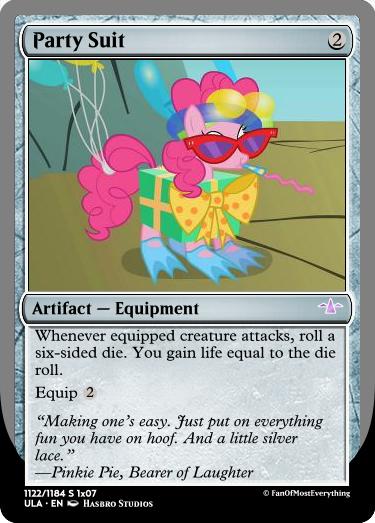 Party Suit 2
Artifact — Equipment
Whenever equipped creature attacks, roll a
six-sided die. You gain life equal to the die
roll.
Equip 2
“Making one's easy. Just put on everything
fun you have on hoof. And a little silver
lace.”
—Pinkie Pie, Bearer of Laughter
1122/1184 S 1x07
ULA • EN Hasbro Studios
© FanOfMostEverything